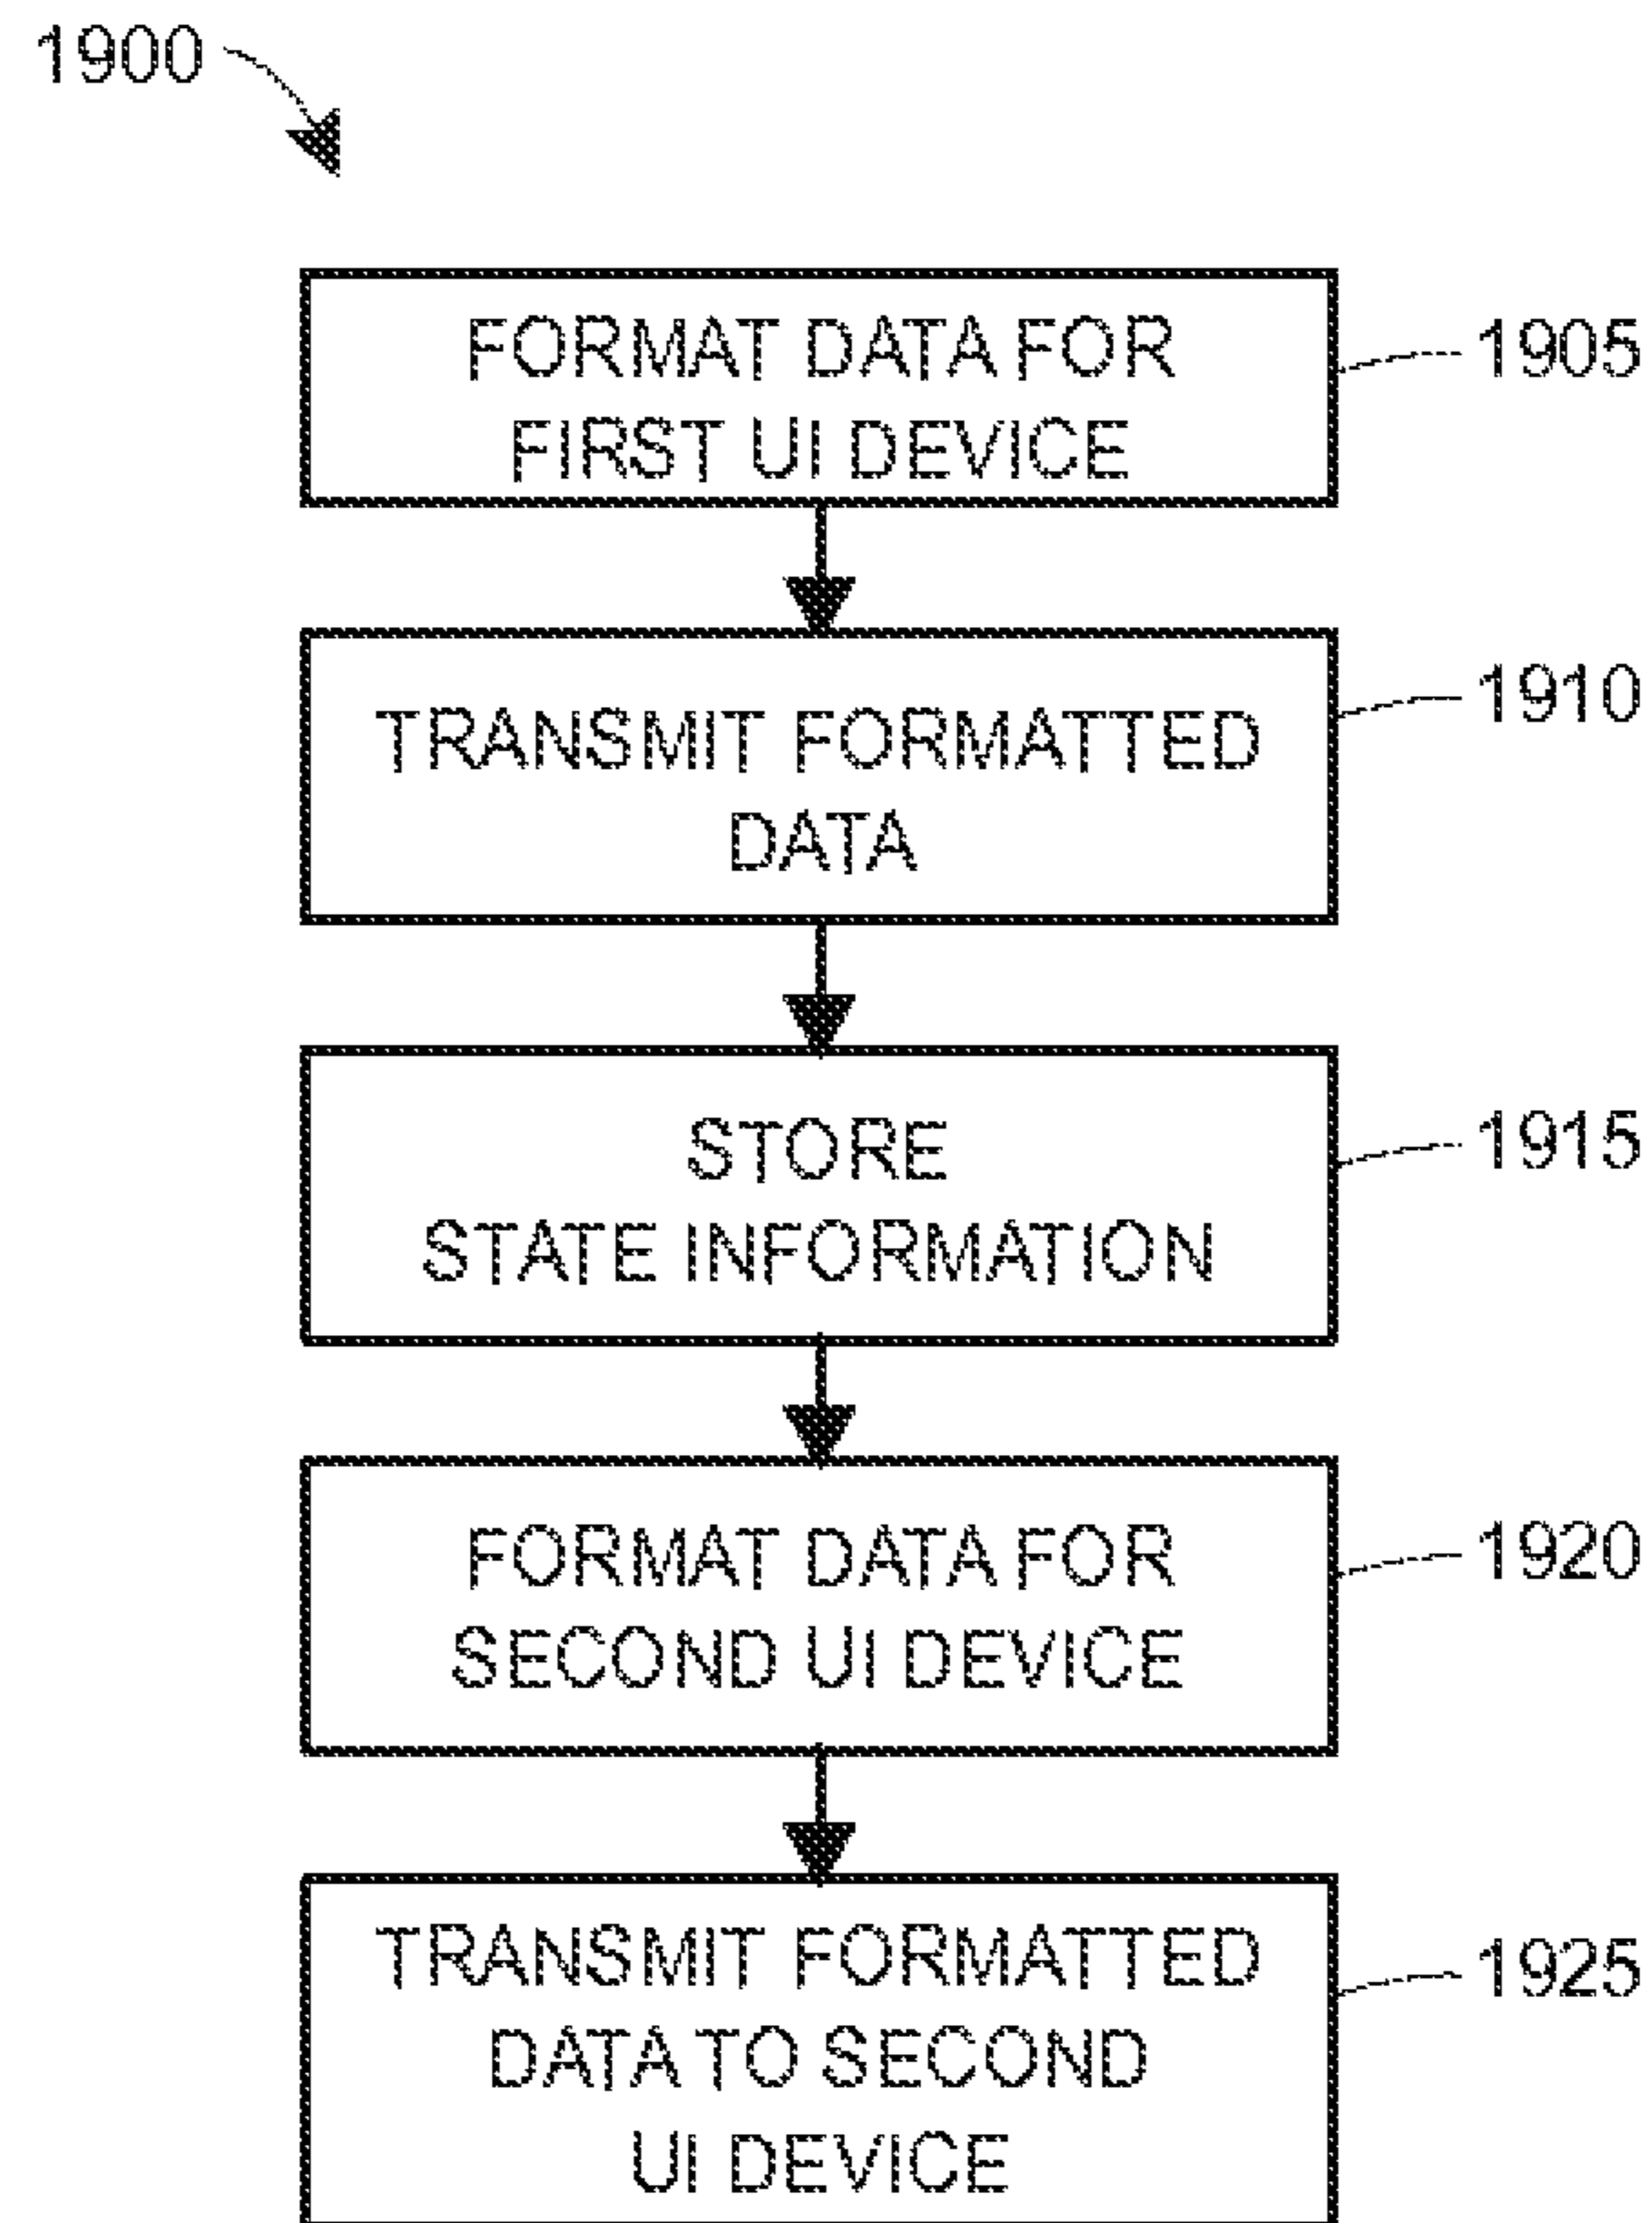 1900
FORMAT DATA FOR
1905
FIRST UI DEVICE
1910
TRANSMIT FORMATTED
DATA
1915
STORE
STATE INFORMATION
1920
FORMAT DATA FOR
SECOND UI DEVICE
1925
TRANSMIT FORMATTED
DATA TO SECOND
UI DEVICE